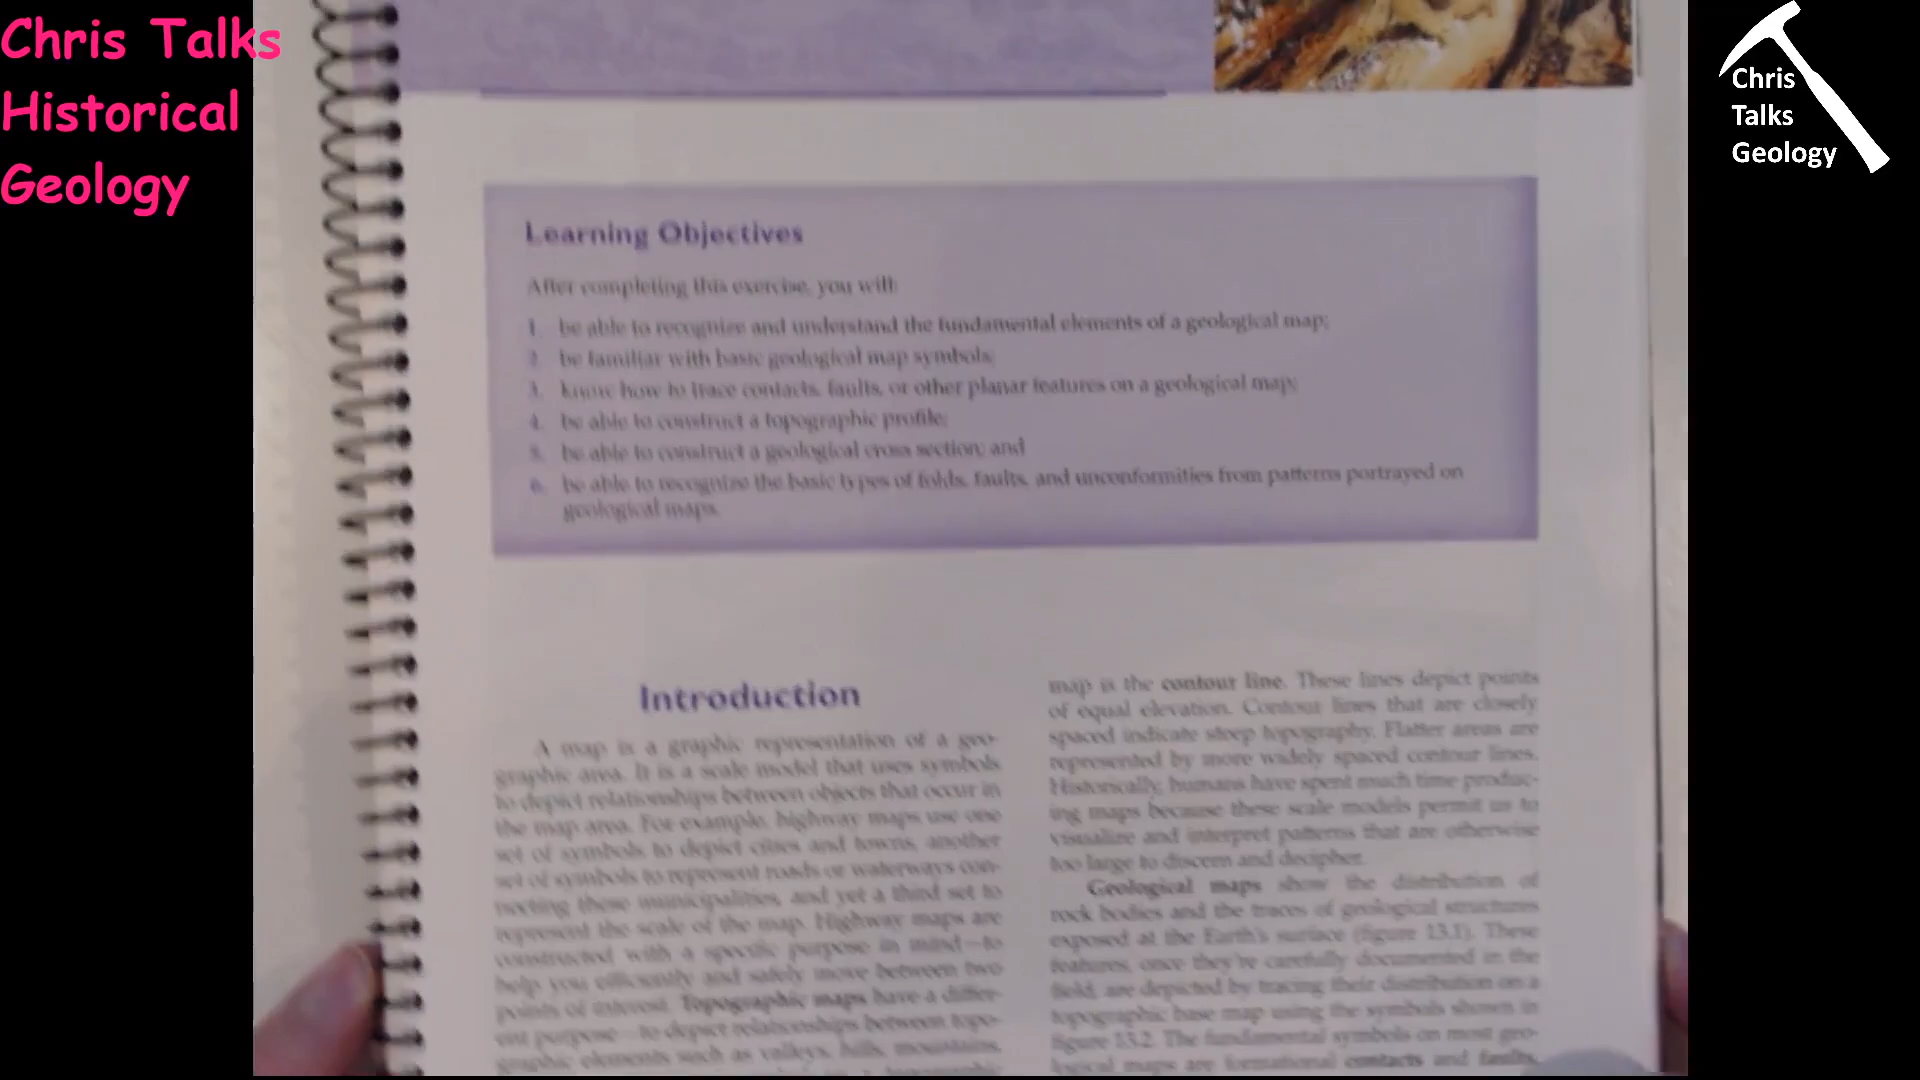 Chris Talks
Historical
Geology
Chris
Talks
Geology
Learning Objectives
After completing this exercise, you will:
1. be able to recognize and understand the fundamental elements of a geological map;
2. be familiar with basic geological map symbols;
3. know how to trace contacts, faults, or other planar features on a geological map;
4. be able to construct a topographic profile;
5. be able to construct a geological cross section; and
6. be able to recognize the basic types of folds, faults, and unconformities from patterns portrayed on
geological maps.
Introduction
A map is a graphic representation of a geo-
graphic area. It is a scale model that uses symbols
to depict relationships between objects that occur in
the map area. For example, highway maps use one
set of symbols to depict cities and towns, another
set of symbols to represent roads or waterways con-
necting these municipalities, and yet a third set to
represent the scale of the map. Highway maps are
constructed with a specific purpose in mind—to
help you efficiently and safely move between two
points of interest. Topographic maps have a differ-
ent purpose—to depict relationships between topo-
graphic elements such as valleys, hills, mountains,
map is the contour line. These lines depict points
of equal elevation. Contour lines that are closely
spaced indicate steep topography. Flatter areas are
represented by more widely spaced contour lines.
Historically, humans have spent much time produc-
ing maps because these scale models permit us to
visualize and interpret patterns that are otherwise
too large to discern and decipher.
Geological maps show the distribution of
rock bodies and the traces of geological structures
exposed at the Earth's surface (figure 13.1). These
features, once they're carefully documented in the
field, are depicted by tracing their distribution on a
topographic base map using the symbols shown in
figure 13.2. The fundamental symbols on most geo-
logical maps are formational contacts and faults,